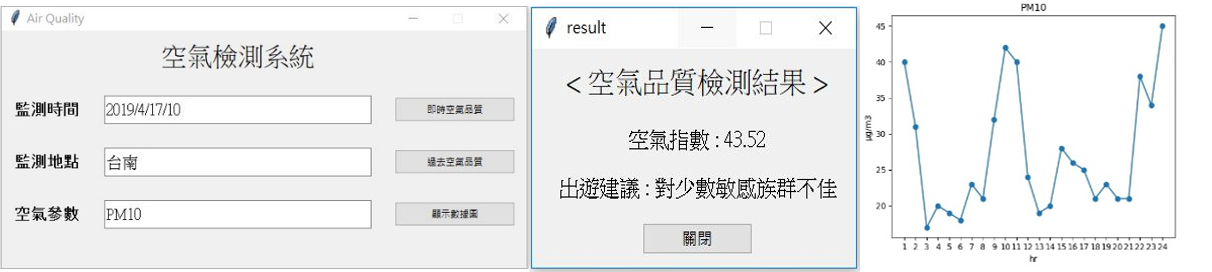 Air Quality
空氣檢測系統
監測時間 2019/4/17/10 即時空氣品質
監測地點 台南 過去空氣品質
空氣參數 PM10 顯示數據圖
result
< 空氣品質檢測結果 >
空氣指數 : 43.52
出遊建議 : 對少數敏感族群不佳
關閉
PM10
45
40
35
30
25
20
μg/m3
1 2 3 4 5 6 7 8 9 10 11 12 13 14 15 16 17 18 19 20 21 22 23 24
hr